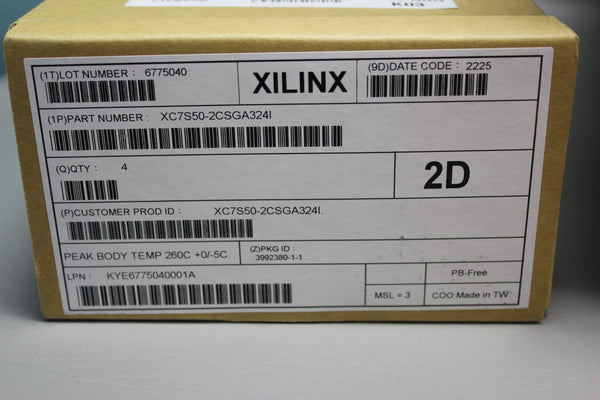 K03
(1T)LOT NUMBER : 6775040
XILINX
(9D)DATE CODE : 2225
(1P)PART NUMBER : XC7S50-2CSGA324I
(Q)QTY : 4
2D
(P)CUSTOMER PROD ID : XC7S50-2CSGA324I.
PEAK BODY TEMP 260C +0/-5C
(Z)PKG ID :
3992380-1-1
LPN : KYE6775040001A
PB-Free
MSL = 3
COO:Made in TW